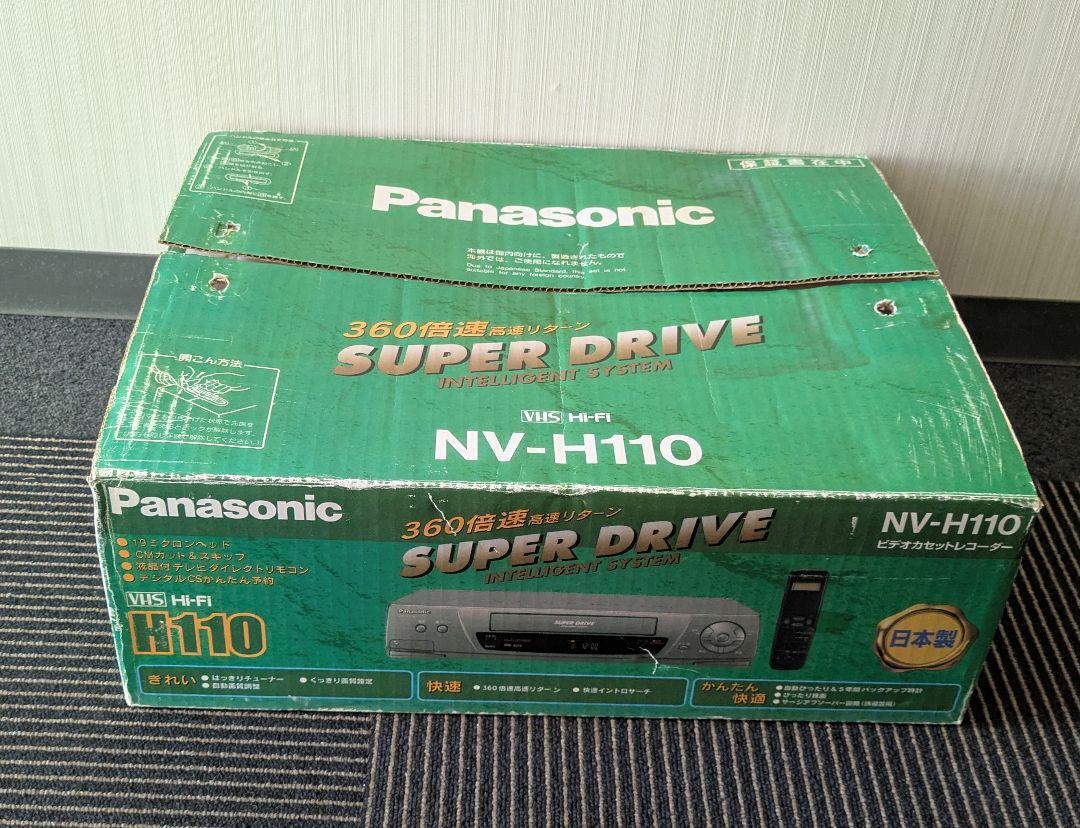 保証書在中
Panasonic
本機は国内向けに、製造されたもので
海外では、ご使用になれません。
Due to Japanese Standard, this set is not
suitable for any foreign country.
360倍速高速リターン
SUPER DRIVE
INTELLIGENT SYSTEM
開こん方法
VHS Hi-Fi
NV-H110
Panasonic
19ミクロンヘッド
CMカット&スキップ
液晶付テレビダイレクトリモコン
デジタルCSかんたん予約
VHS Hi-Fi
H110
360倍速高速リターン
SUPER DRIVE
INTELLIGENT SYSTEM
NV-H110
ビデオカセットレコーダー
Panasonic
SUPER DRIVE
12:00
日本製
きれい
はっきりチューナー
自動画質調整
くっきり画質設定
快速
360倍速高速リターン
快速イントロサーチ
かんたん
快適
自動ぴったり&5年間バックアップ時計
ぴったり録画